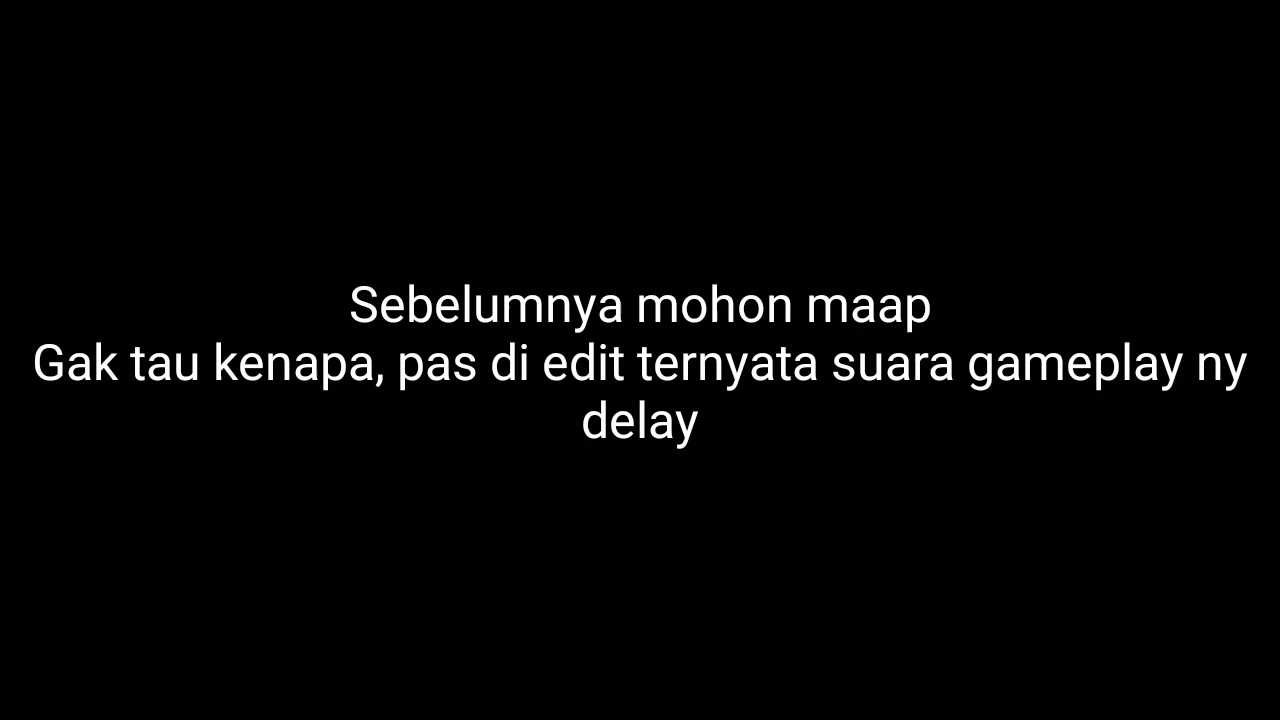 Sebelumnya mohon maap
Gak tau kenapa, pas di edit ternyata suara gameplay ny
delay